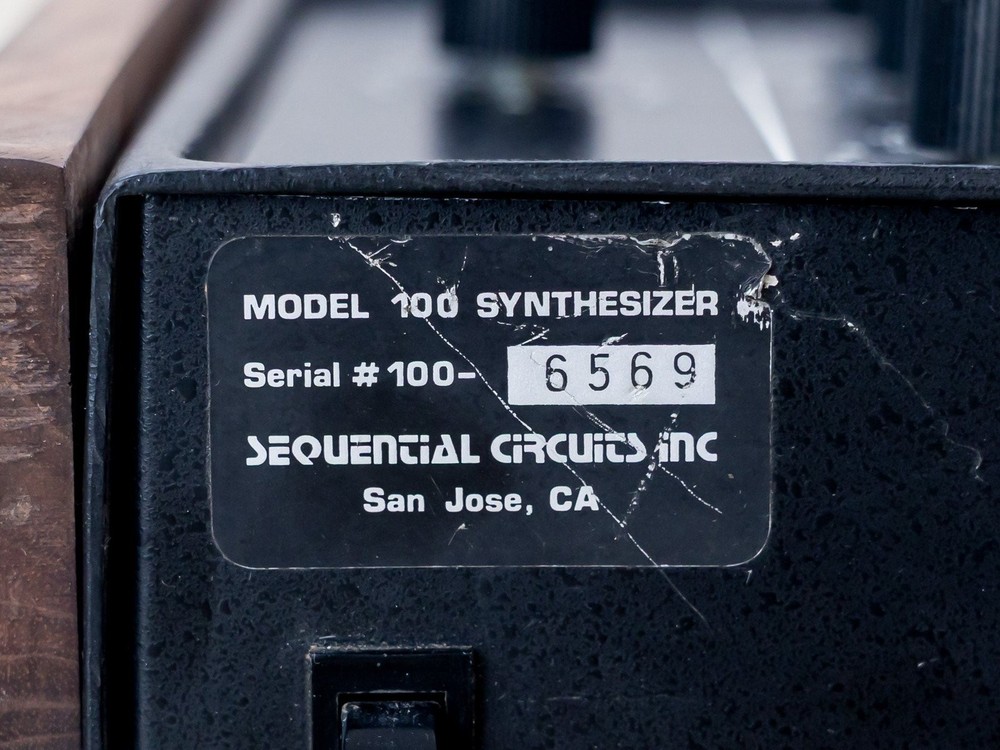 MODEL 100 SYNTHESIZER
Serial # 100- 6569
SEQUENTIAL CIRCUITS INC
San Jose, CA